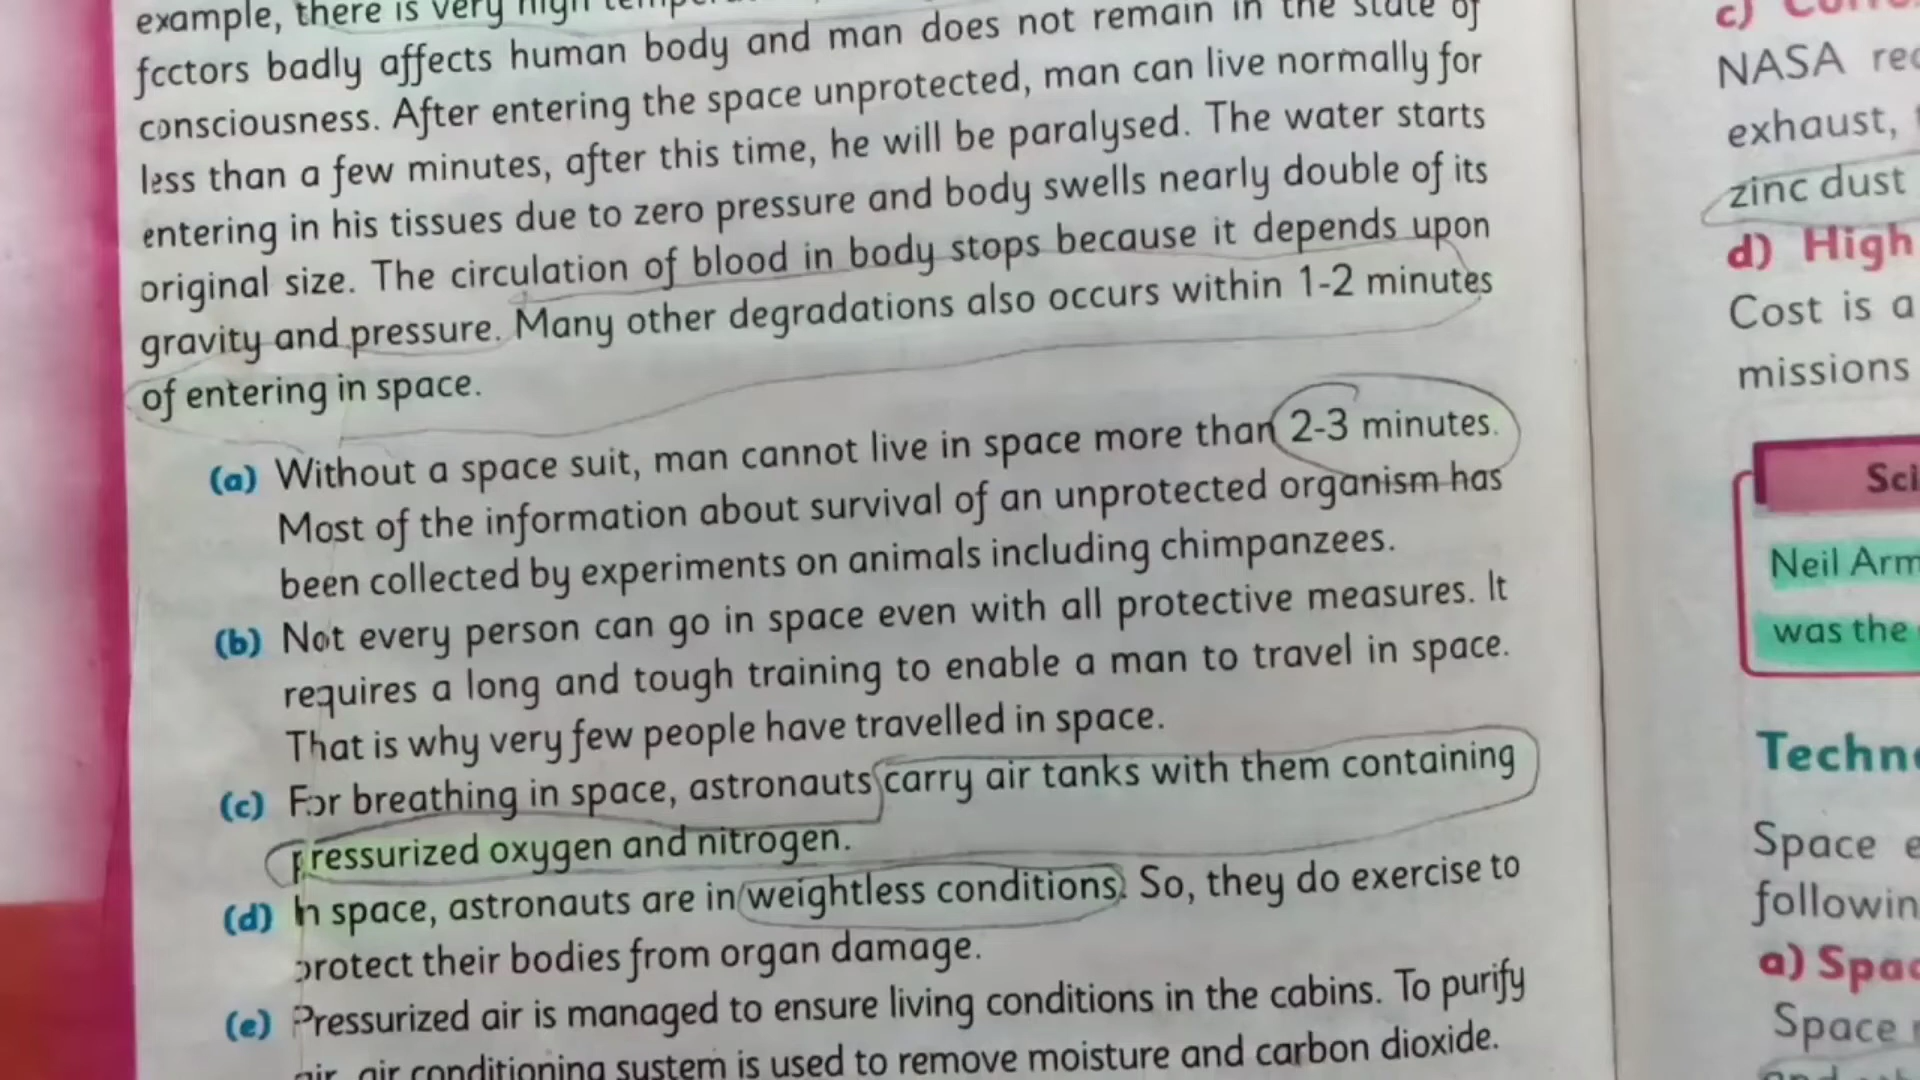 example, there is very high
factors badly affects human body and man does not remain in the state of
consciousness. After entering the space unprotected, man can live normally for
less than a few minutes, after this time, he will be paralysed. The water starts
entering in his tissues due to zero pressure and body swells nearly double of its
original size. The circulation of blood in body stops because it depends upon
gravity and pressure. Many other degradations also occurs within 1-2 minutes
of entering in space.
(a) Without a space suit, man cannot live in space more than 2-3 minutes.
Most of the information about survival of an unprotected organism has
been collected by experiments on animals including chimpanzees.
(b) Not every person can go in space even with all protective measures. It
requires a long and tough training to enable a man to travel in space.
That is why very few people have travelled in space.
(c) For breathing in space, astronauts carry air tanks with them containing
pressurized oxygen and nitrogen.
(d) In space, astronauts are in weightless conditions. So, they do exercise to
protect their bodies from organ damage.
(e) Pressurized air is managed to ensure living conditions in the cabins. To purify
air, air conditioning system is used to remove moisture and carbon dioxide.
c)
NASA
exhaust,
zinc dust
d) High
Cost is a
missions
Sci
Neil Arm
was the
Techn
Space e
followin
a) Spac
Space